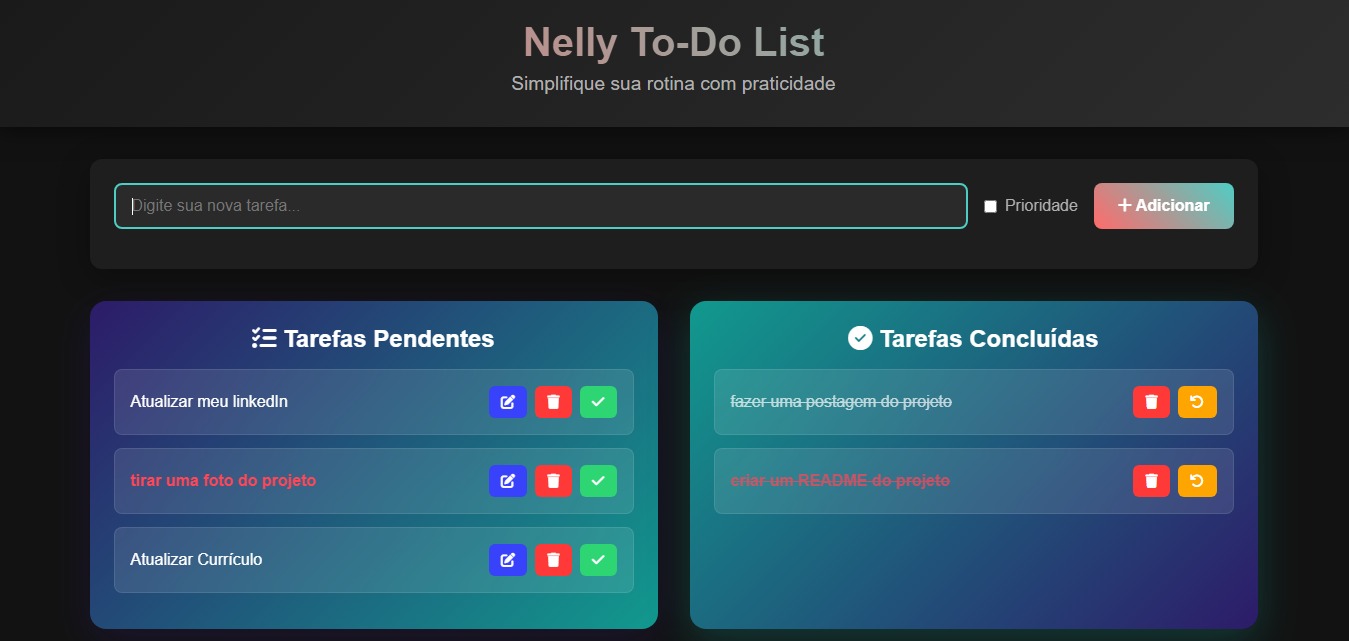 Nelly To-Do List
Simplifique sua rotina com praticidade
Digite sua nova tarefa...
Prioridade
Adicionar
Tarefas Pendentes
Atualizar meu linkedIn
tirar uma foto do projeto
Atualizar Currículo
Tarefas Concluídas
fazer uma postagem do projeto
criar um README do projeto